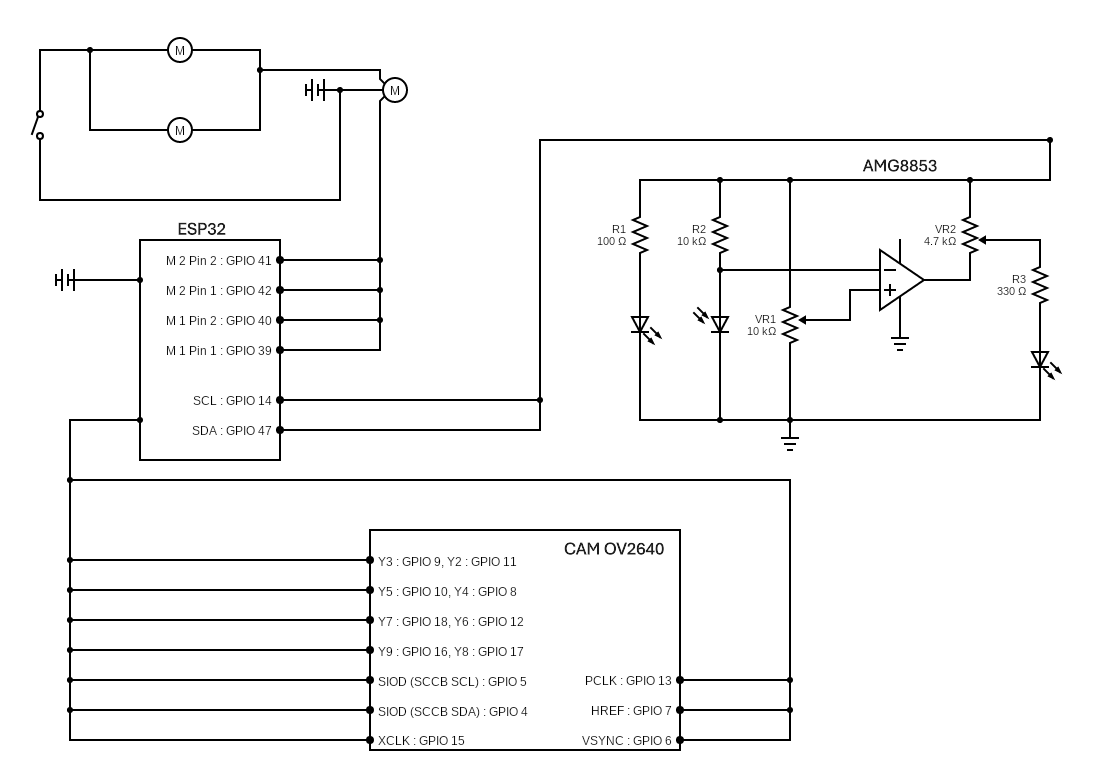 M
M
M
AMG8853
ESP32
R1
100 Ω
R2
10 kΩ
VR2
4.7 kΩ
M 2 Pin 2 : GPIO 41
M 2 Pin 1 : GPIO 42
M 1 Pin 2 : GPIO 40
M 1 Pin 1 : GPIO 39
SCL : GPIO 14
SDA : GPIO 47
VR1
10 kΩ
R3
330 Ω
CAM OV2640
Y3 : GPIO 9, Y2 : GPIO 11
Y5 : GPIO 10, Y4 : GPIO 8
Y7 : GPIO 18, Y6 : GPIO 12
Y9 : GPIO 16, Y8 : GPIO 17
SIOD (SCCB SCL) : GPIO 5
SIOD (SCCB SDA) : GPIO 4
XCLK : GPIO 15
PCLK : GPIO 13
HREF : GPIO 7
VSYNC : GPIO 6